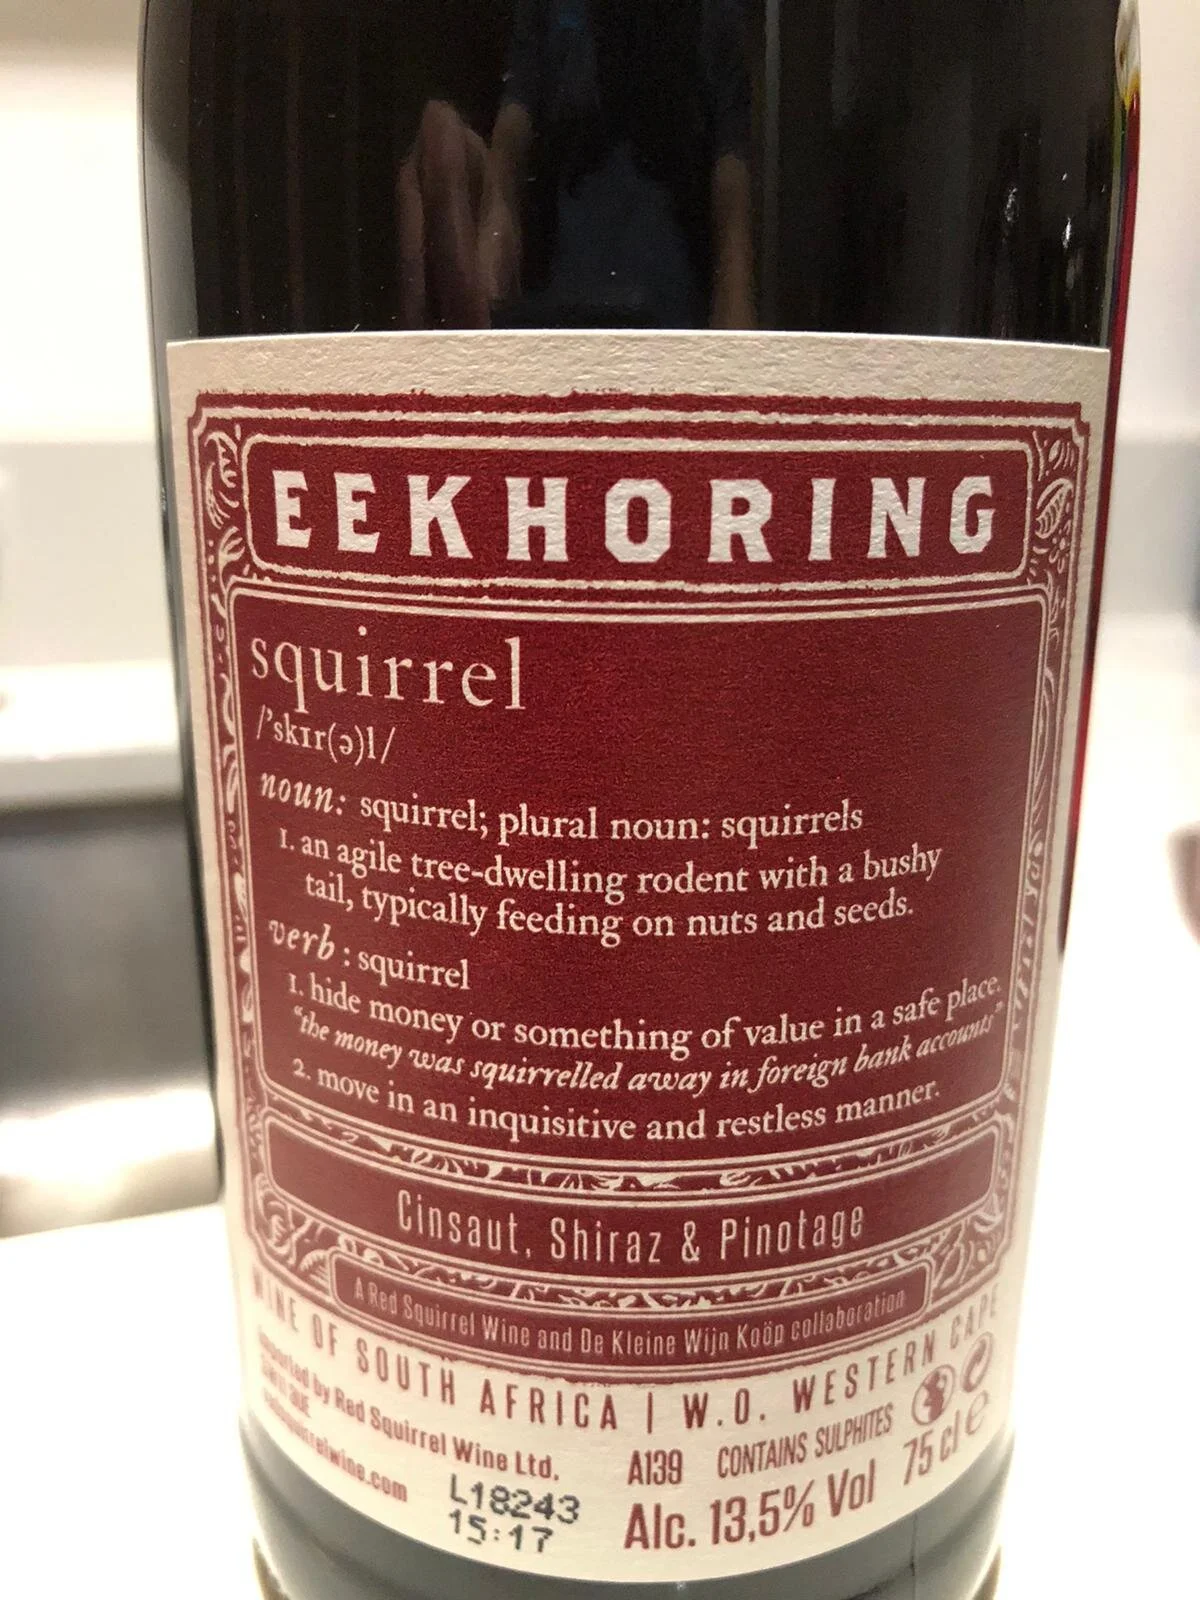 EEKHORING
squirrel
/'skɪr(ə)l/
noun: squirrel; plural noun: squirrels
1. an agile tree-dwelling rodent with a bushy
tail, typically feeding on nuts and seeds.
verb : squirrel
1. hide money or something of value in a safe place.
"the money was squirrelled away in foreign bank accounts"
2. move in an inquisitive and restless manner.
Cinsaut, Shiraz & Pinotage
A Red Squirrel Wine and De Kleine Wijn Koöp collaboration
WINE OF SOUTH AFRICA | W.O. WESTERN CAPE
by Red Squirrel Wine Ltd.
A139 CONTAINS SULPHITES
L18243
15:17
Alc. 13,5% Vol 75 cl e